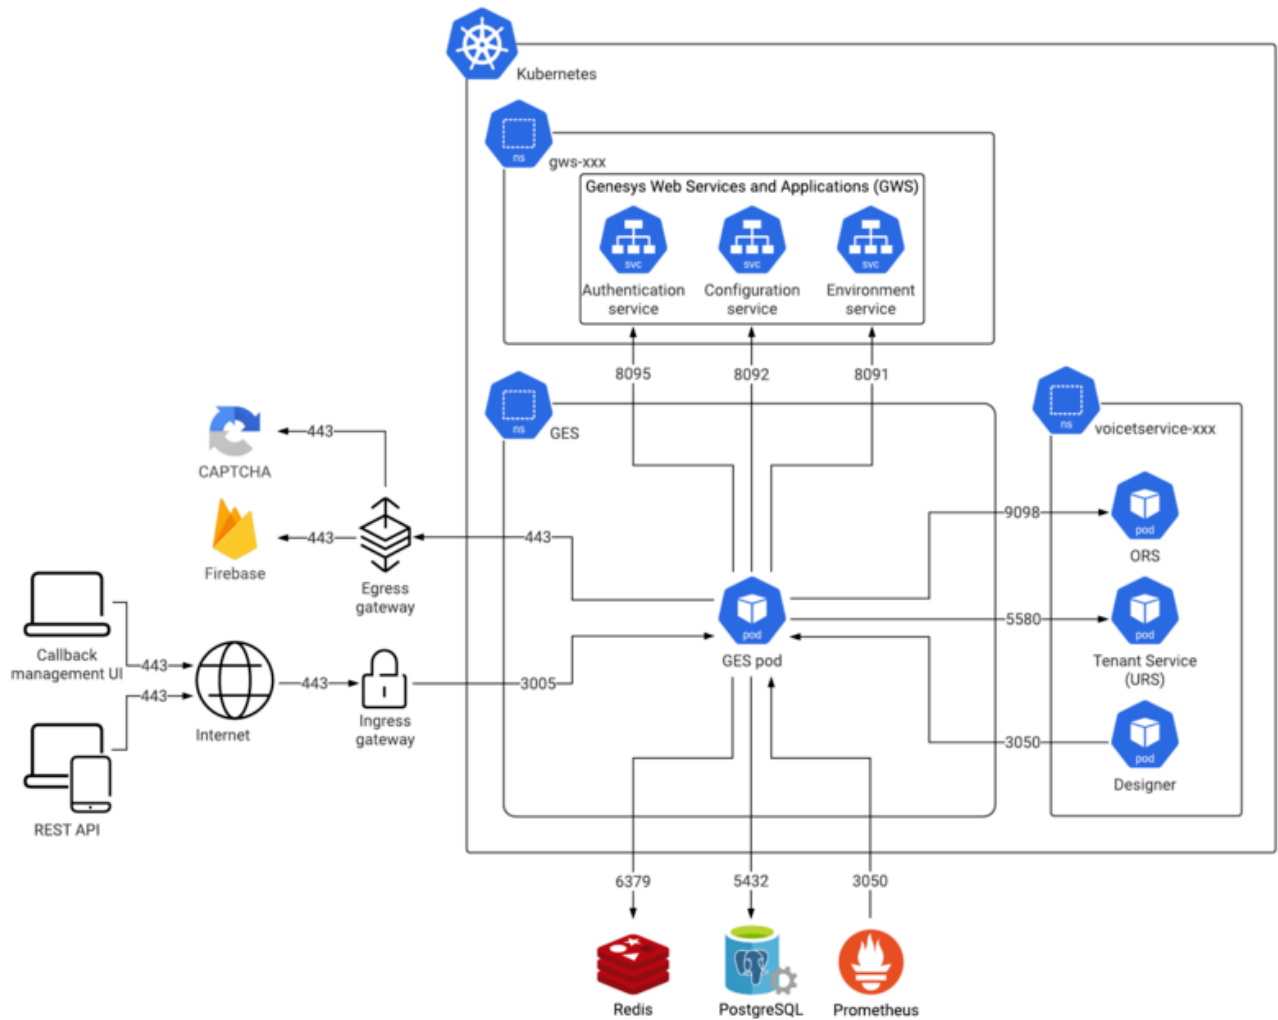 Kubernetes
ns
gws-xxx
Genesys Web Services and Applications (GWS)
svc
svc
svc
Authentication
service
Configuration
service
Environment
service
8095
8092
8091
ns
GES
ns
voicetservice-xxx
CAPTCHA
443
Firebase
443
Egress
gateway
443
9098
pod
ORS
5580
pod
Tenant Service
(URS)
pod
GES pod
Callback
management UI
443
443
Internet
443
Ingress
gateway
3005
3050
pod
Designer
REST API
6379
5432
3050
Redis
PostgreSQL
Prometheus